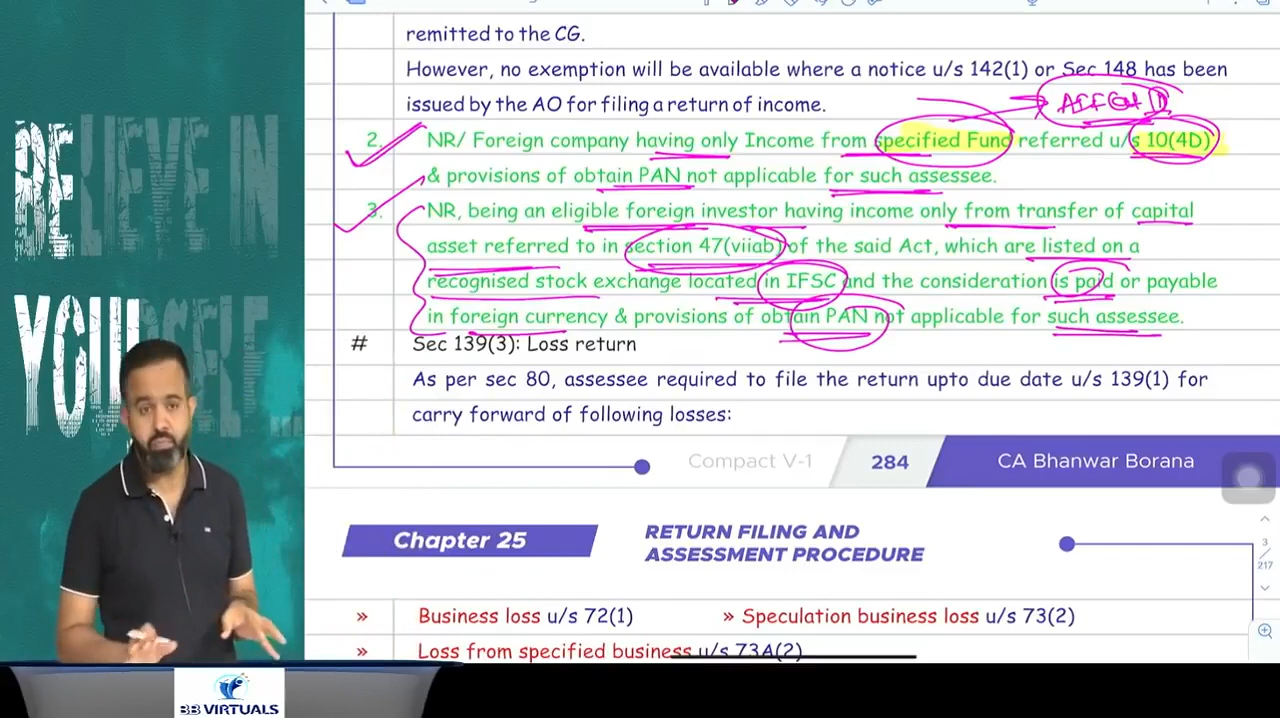 BELIEVE IN
YOURSELF...
remitted to the CG.
However, no exemption will be available where a notice u/s 142(1) or Sec 148 has been
issued by the AO for filing a return of income.
2. NR/ Foreign company having only Income from specified Fund referred u/s 10(4D)
& provisions of obtain PAN not applicable for such assessee.
3. NR, being an eligible foreign investor having income only from transfer of capital
asset referred to in section 47(viiab) of the said Act, which are listed on a
recognised stock exchange located in IFSC and the consideration is paid or payable
in foreign currency & provisions of obtain PAN not applicable for such assessee.
# Sec 139(3): Loss return
As per sec 80, assessee required to file the return upto due date u/s 139(1) for
carry forward of following losses:
Compact V-1 284 CA Bhanwar Borana
Chapter 25
RETURN FILING AND
ASSESSMENT PROCEDURE
» Business loss u/s 72(1) » Speculation business loss u/s 73(2)
» Loss from specified business u/s 73A(2)
3
/
217
BB VIRTUALS